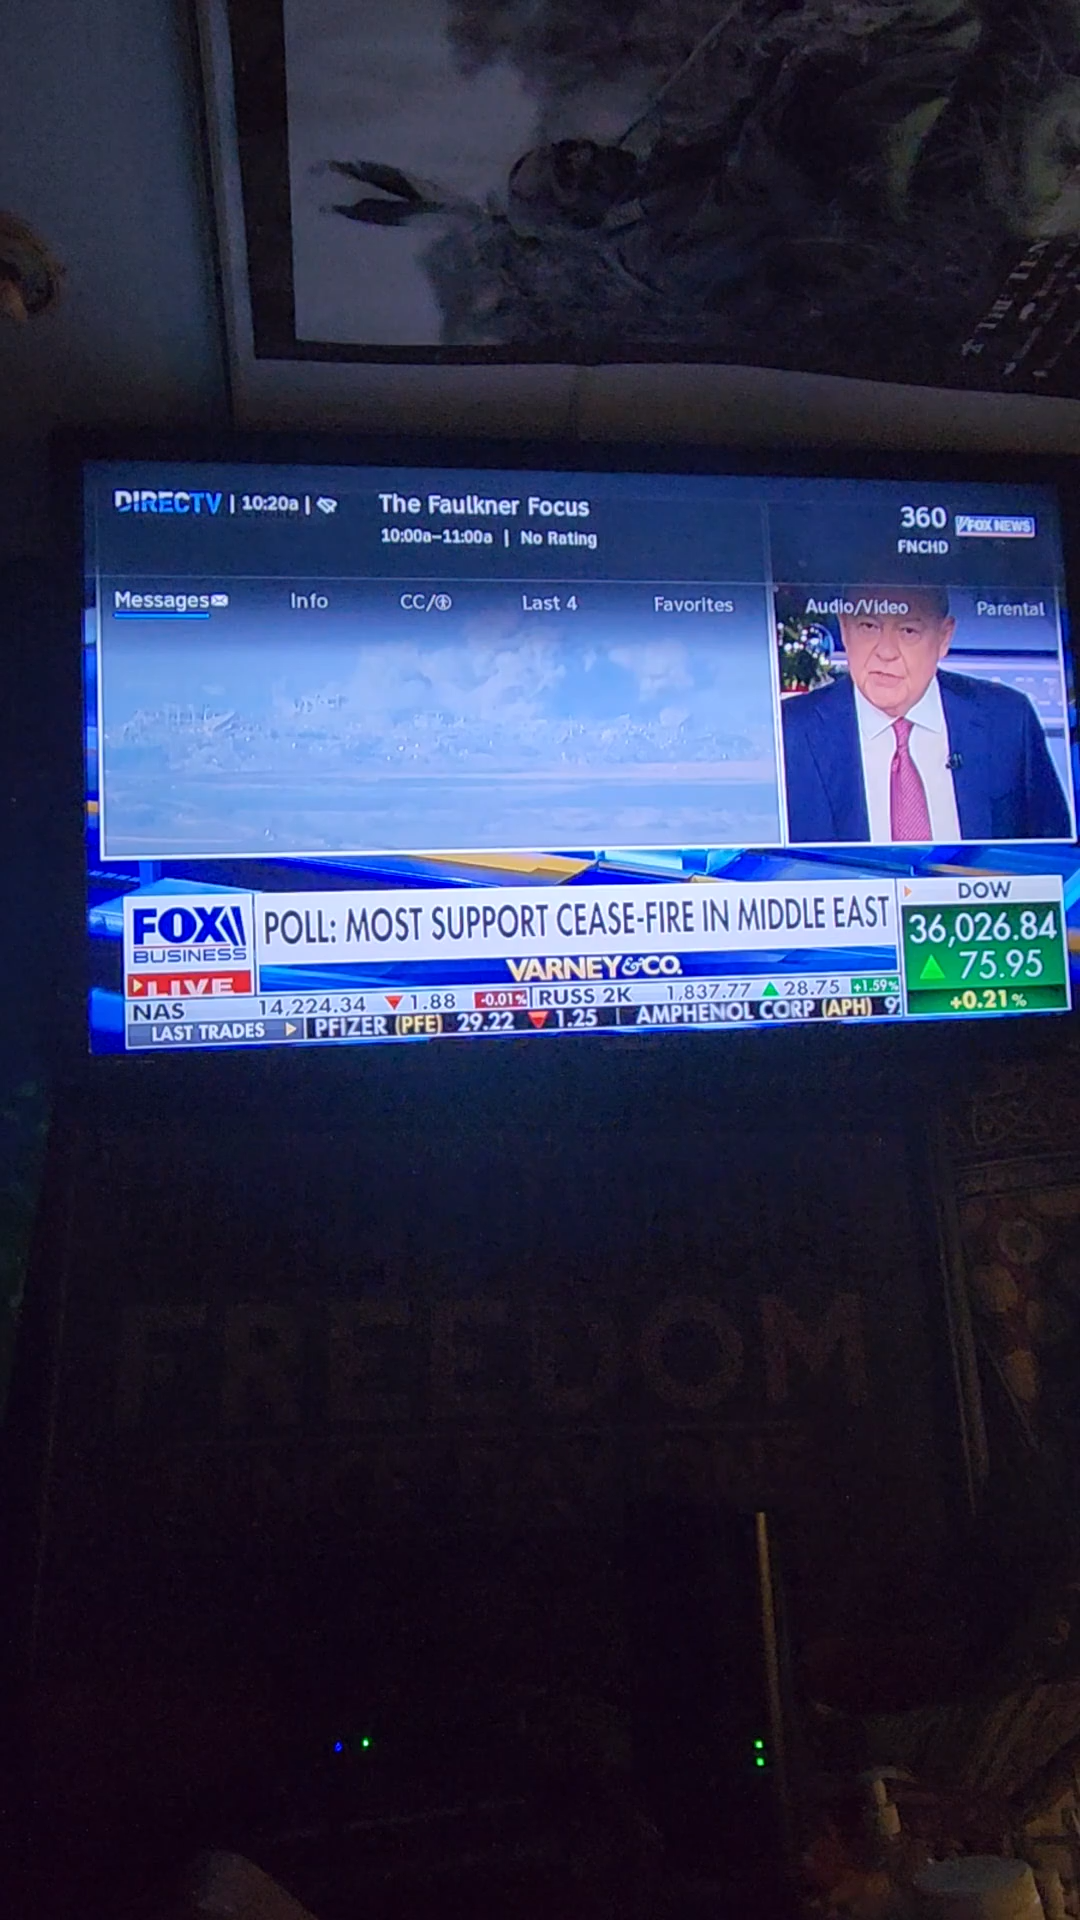 DIRECTV | 10:20a |
The Faulkner Focus
10:00a–11:00a | No Rating
360
FOX NEWS
FNCHD
Messages Info CC/ Last 4 Favorites Audio/Video Parental
FOX
BUSINESS
LIVE
POLL: MOST SUPPORT CEASE-FIRE IN MIDDLE EAST
VARNEY & CO.
DOW
36,026.84
▲ 75.95
+0.21%
NAS 14,224.34 ▼ 1.88 -0.01% RUSS 2K 1,837.77 ▲ 28.75 +1.59%
LAST TRADES PFIZER (PFE) 29.22 ▼ 1.25 | AMPHENOL CORP (APH) 9
FREEDOM